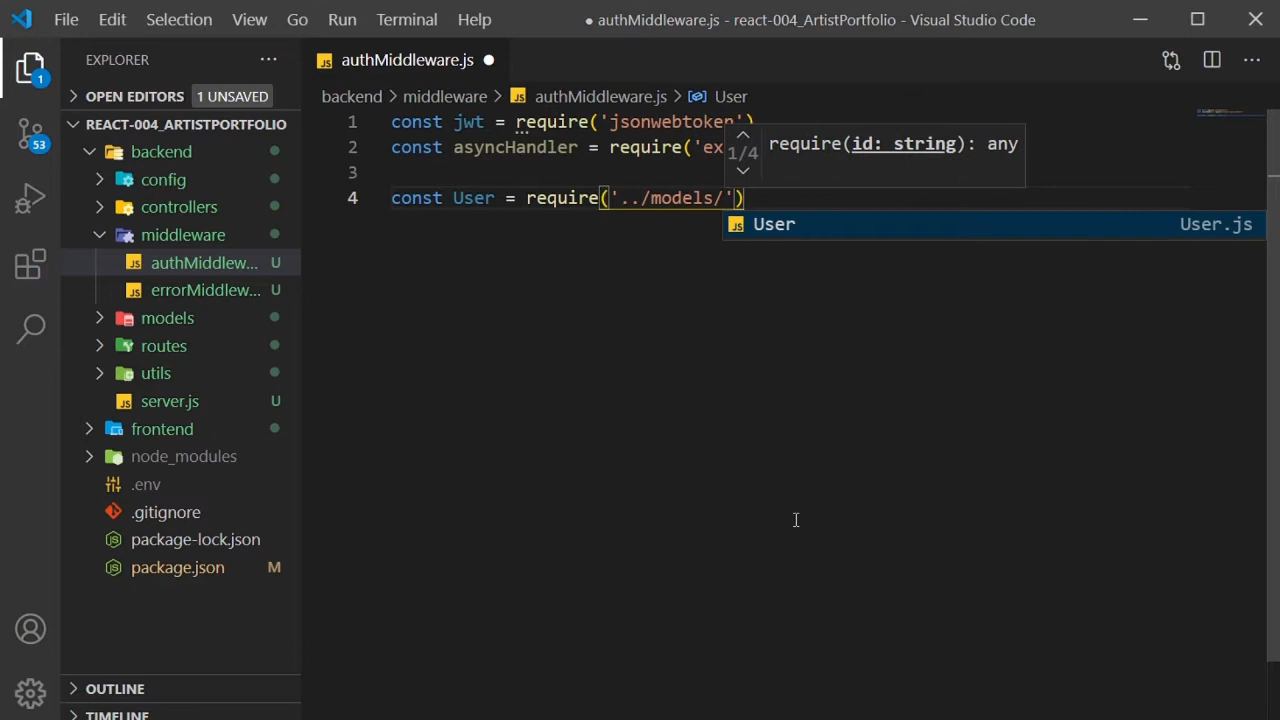 File Edit Selection View Go Run Terminal Help
● authMiddleware.js - react-004_ArtistPortfolio - Visual Studio Code
EXPLORER
OPEN EDITORS 1 UNSAVED
REACT-004_ARTISTPORTFOLIO
backend
config
controllers
middleware
authMiddlew... U
errorMiddlew... U
models
routes
utils
server.js U
frontend
node_modules
.env
.gitignore
package-lock.json
package.json M
OUTLINE
TIMELINE
1
53
authMiddleware.js ●
backend > middleware > authMiddleware.js > User
1 const jwt = require('jsonwebtoken')
2 const asyncHandler = require('ex
3
4 const User = require('../models/')
1/4 require(id: string): any
User User.js